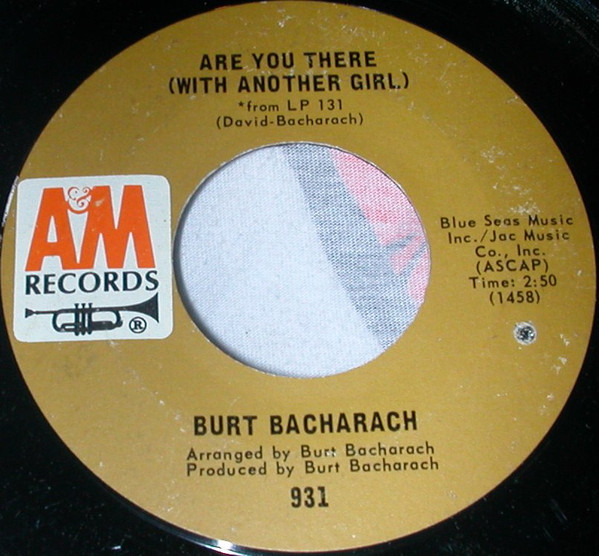 ARE YOU THERE
(WITH ANOTHER GIRL)
*from LP 131
(David-Bacharach)
A&M
RECORDS
®
Blue Seas Music
Inc./Jac Music
Co., Inc.
(ASCAP)
Time: 2:50
(1458)
BURT BACHARACH
Arranged by Burt Bacharach
Produced by Burt Bacharach
931